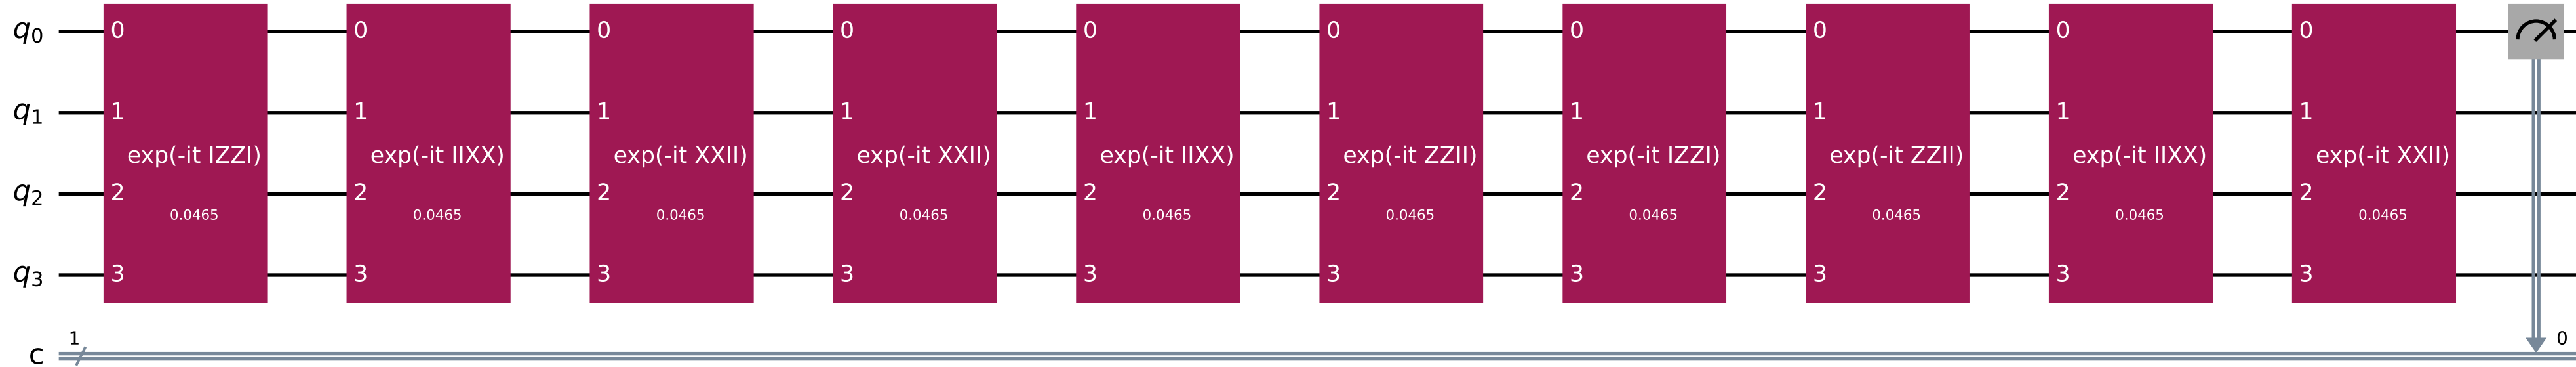 q0 0 0 0 0 0 0 0 0 0 0
q1 1 1 1 1 1 1 1 1 1 1
exp(-it IZZI) exp(-it IIXX) exp(-it XXII) exp(-it XXII) exp(-it IIXX) exp(-it ZZII) exp(-it IZZI) exp(-it ZZII) exp(-it IIXX) exp(-it XXII)
q2 2 2 2 2 2 2 2 2 2 2
0.0465 0.0465 0.0465 0.0465 0.0465 0.0465 0.0465 0.0465 0.0465 0.0465
q3 3 3 3 3 3 3 3 3 3 3
1 0
c